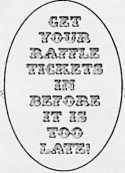 GET
YOUR
RAFFLE
TICKETS
IN
BEFORE
IT IS
TOO
LATE!